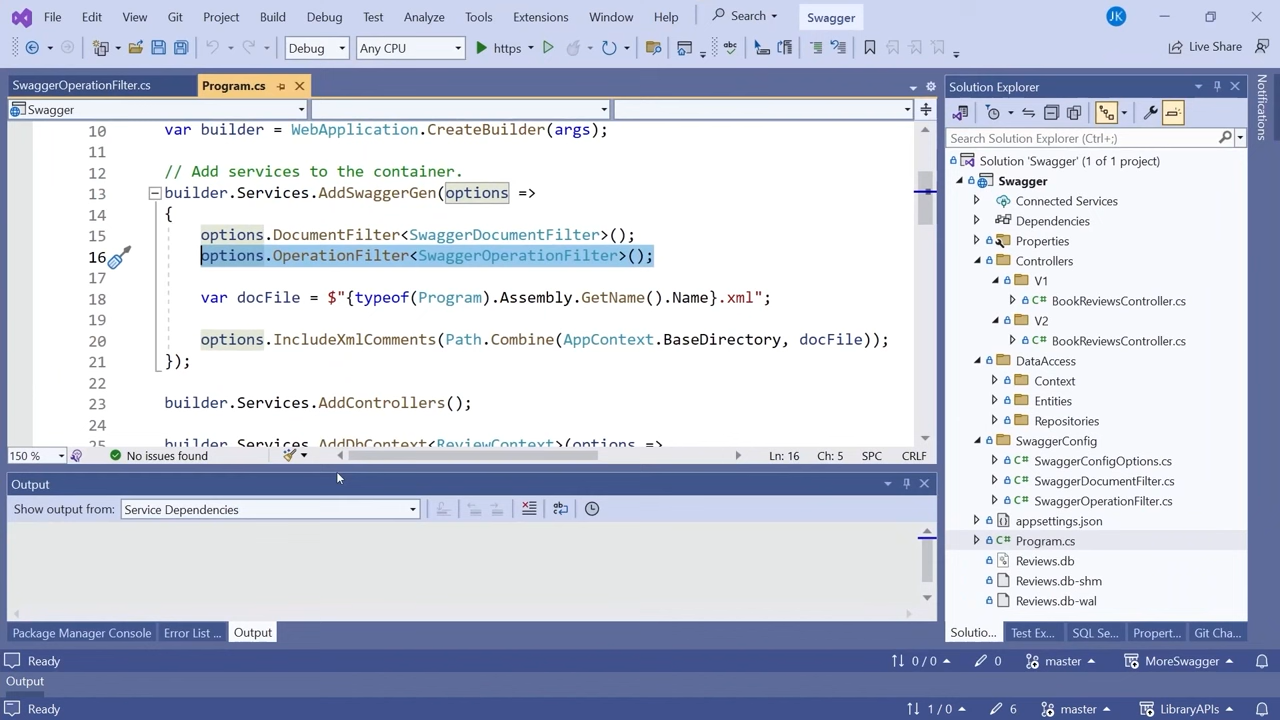 File Edit View Git Project Build Debug Test Analyze Tools Extensions Window Help Search Swagger JK
Debug Any CPU https Live Share
SwaggerOperationFilter.cs Program.cs
Swagger
10 var builder = WebApplication.CreateBuilder(args);
11
12 // Add services to the container.
13 builder.Services.AddSwaggerGen(options =>
14 {
15 options.DocumentFilter<SwaggerDocumentFilter>();
16 options.OperationFilter<SwaggerOperationFilter>();
17
18 var docFile = $"{typeof(Program).Assembly.GetName().Name}.xml";
19
20 options.IncludeXmlComments(Path.Combine(AppContext.BaseDirectory, docFile));
21 });
22
23 builder.Services.AddControllers();
24
25 builder.Services.AddDbContext<ReviewContext>(options =>
150 % No issues found Ln: 16 Ch: 5 SPC CRLF
Output
Show output from: Service Dependencies
Package Manager Console Error List ... Output
Solution Explorer
Search Solution Explorer (Ctrl+;)
Solution 'Swagger' (1 of 1 project)
Swagger
Connected Services
Dependencies
Properties
Controllers
V1
C# BookReviewsController.cs
V2
C# BookReviewsController.cs
DataAccess
Context
Entities
Repositories
SwaggerConfig
C# SwaggerConfigOptions.cs
C# SwaggerDocumentFilter.cs
C# SwaggerOperationFilter.cs
appsettings.json
C# Program.cs
Reviews.db
Reviews.db-shm
Reviews.db-wal
Solutio... Test Ex... SQL Se... Propert... Git Cha...
Notifications
Ready 0 / 0 0 master MoreSwagger
Output
Ready 1 / 0 6 master LibraryAPIs